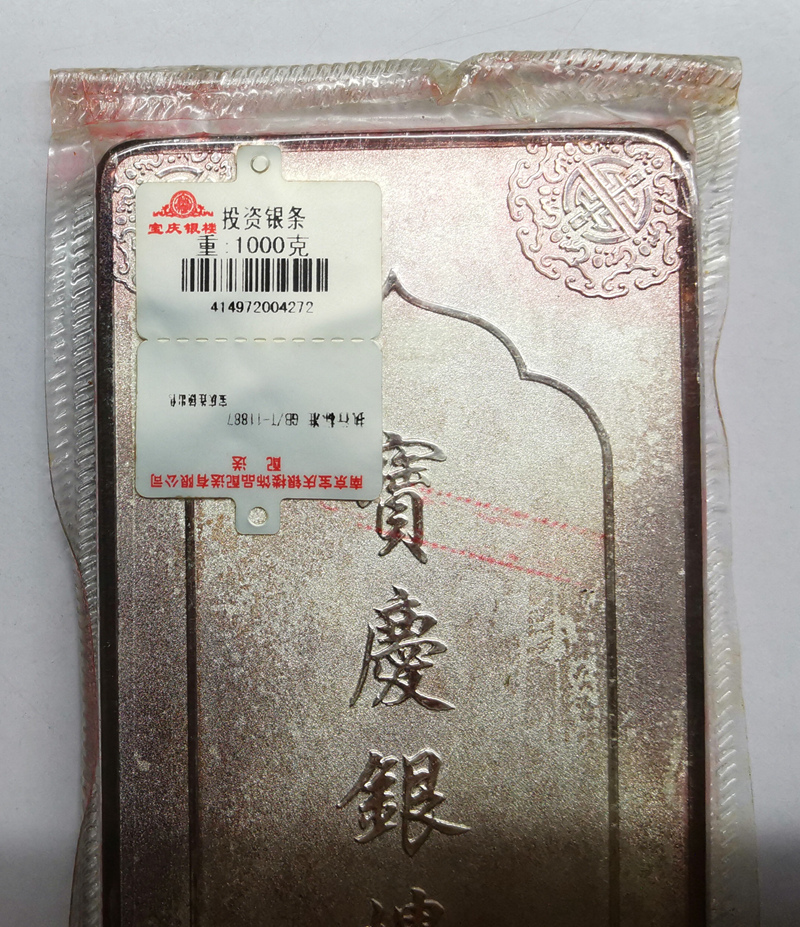 宝庆银楼 投资银条
重:1000克
414972004272
南京宝庆银楼饰品配送有限公司
配 送
执行标准 GB/T-11887
寶
慶
銀